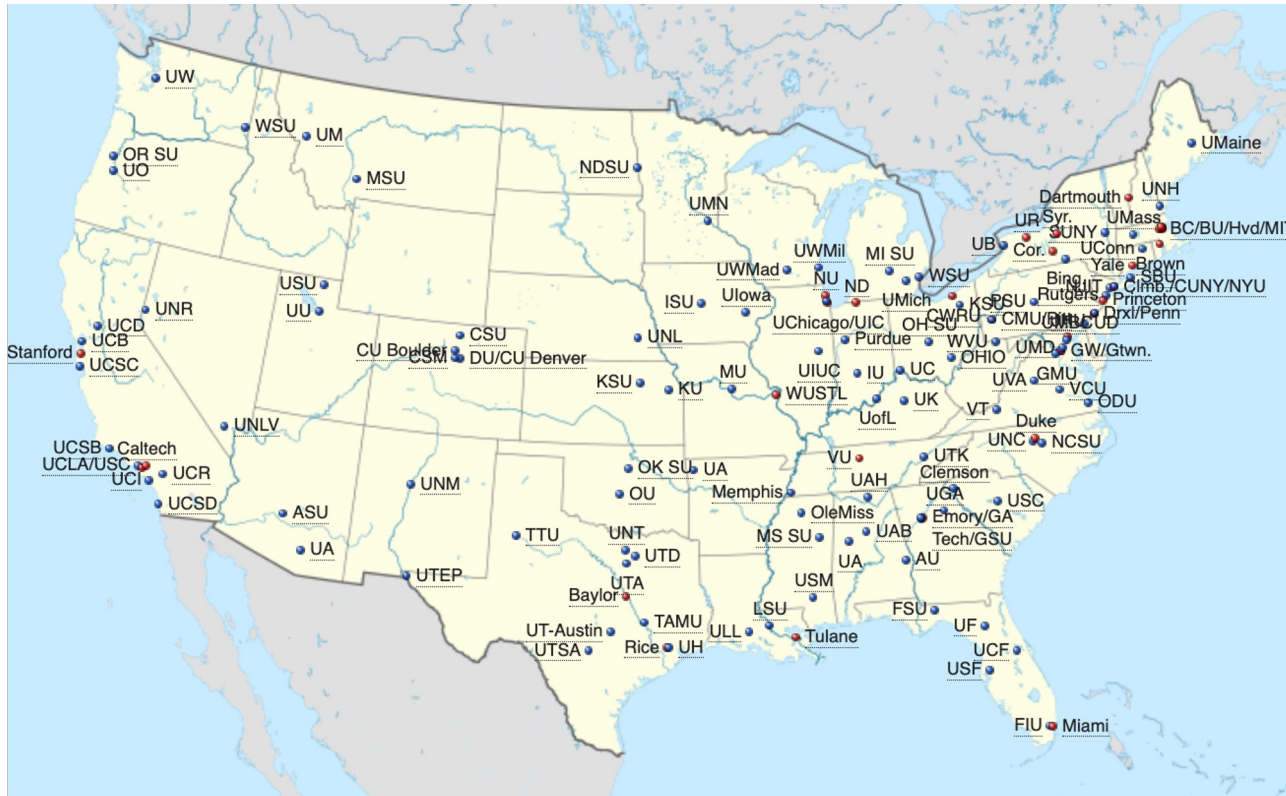 UW
WSU
UM
OR SU
UO
MSU
NDSU
UMN
UMaine
Dartmouth
UNH
UR
Syr.
SUNY
UMass
BC/BU/Hvd/MIT
UB
Cor.
UConn
Yale
Brown
SBU
Bing.
NJIT
Clmb./CUNY/NYU
UWMil
MI SU
WSU
UWMad
NU
ND
UMich
USU
UU
UNR
ISU
UIowa
KSU
PSU
Rutgers
Princeton
CWRU
CMU/Pitt
Drxl/Penn
UCD
UCB
Stanford
UCSC
CSU
CU Boulder
CSM
DU/CU Denver
UNL
UChicago/UIC
Purdue
OH SU
WVU
UMBC
UD
UMD
GW/Gtwn.
OHIO
KSU
KU
MU
WUSTL
UIUC
IU
UC
UVA
GMU
VCU
ODU
UofL
UK
VT
UNLV
UCSB
Caltech
UCLA/USC
UCR
UCI
UCSD
Duke
UNC
NCSU
VU
UTK
Clemson
UNM
OK SU
UA
OU
Memphis
UAH
UGA
USC
ASU
UA
OleMiss
Emory/GA
Tech/GSU
TTU
UNT
UTD
MS SU
UAB
UA
AU
UTEP
UTA
Baylor
USM
FSU
UT-Austin
TAMU
ULL
LSU
Tulane
UF
UTSA
Rice
UH
UCF
USF
FIU
Miami